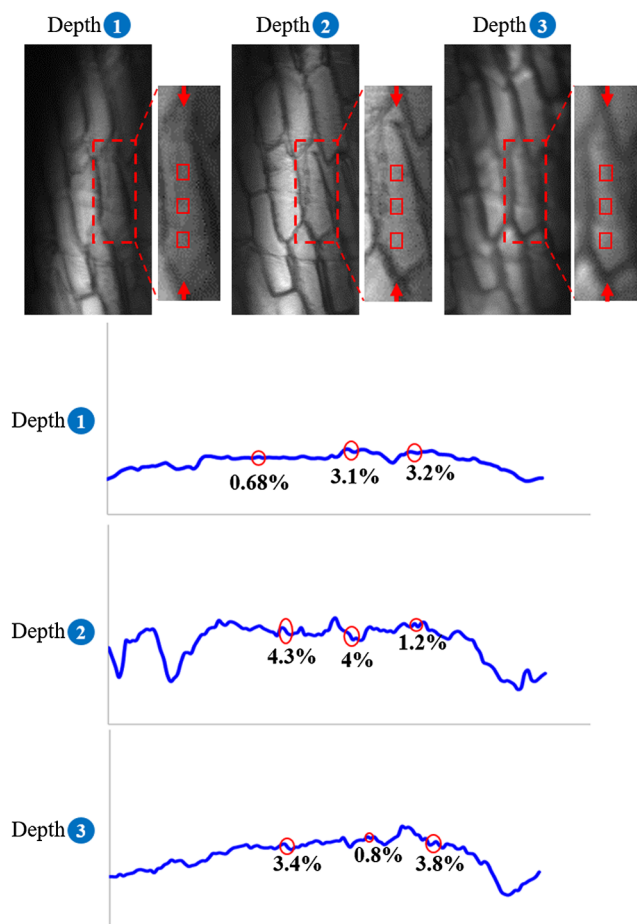 Depth 1
Depth 2
Depth 3
Depth 1
0.68%
3.1%
3.2%
Depth 2
4.3%
4%
1.2%
Depth 3
3.4%
0.8%
3.8%